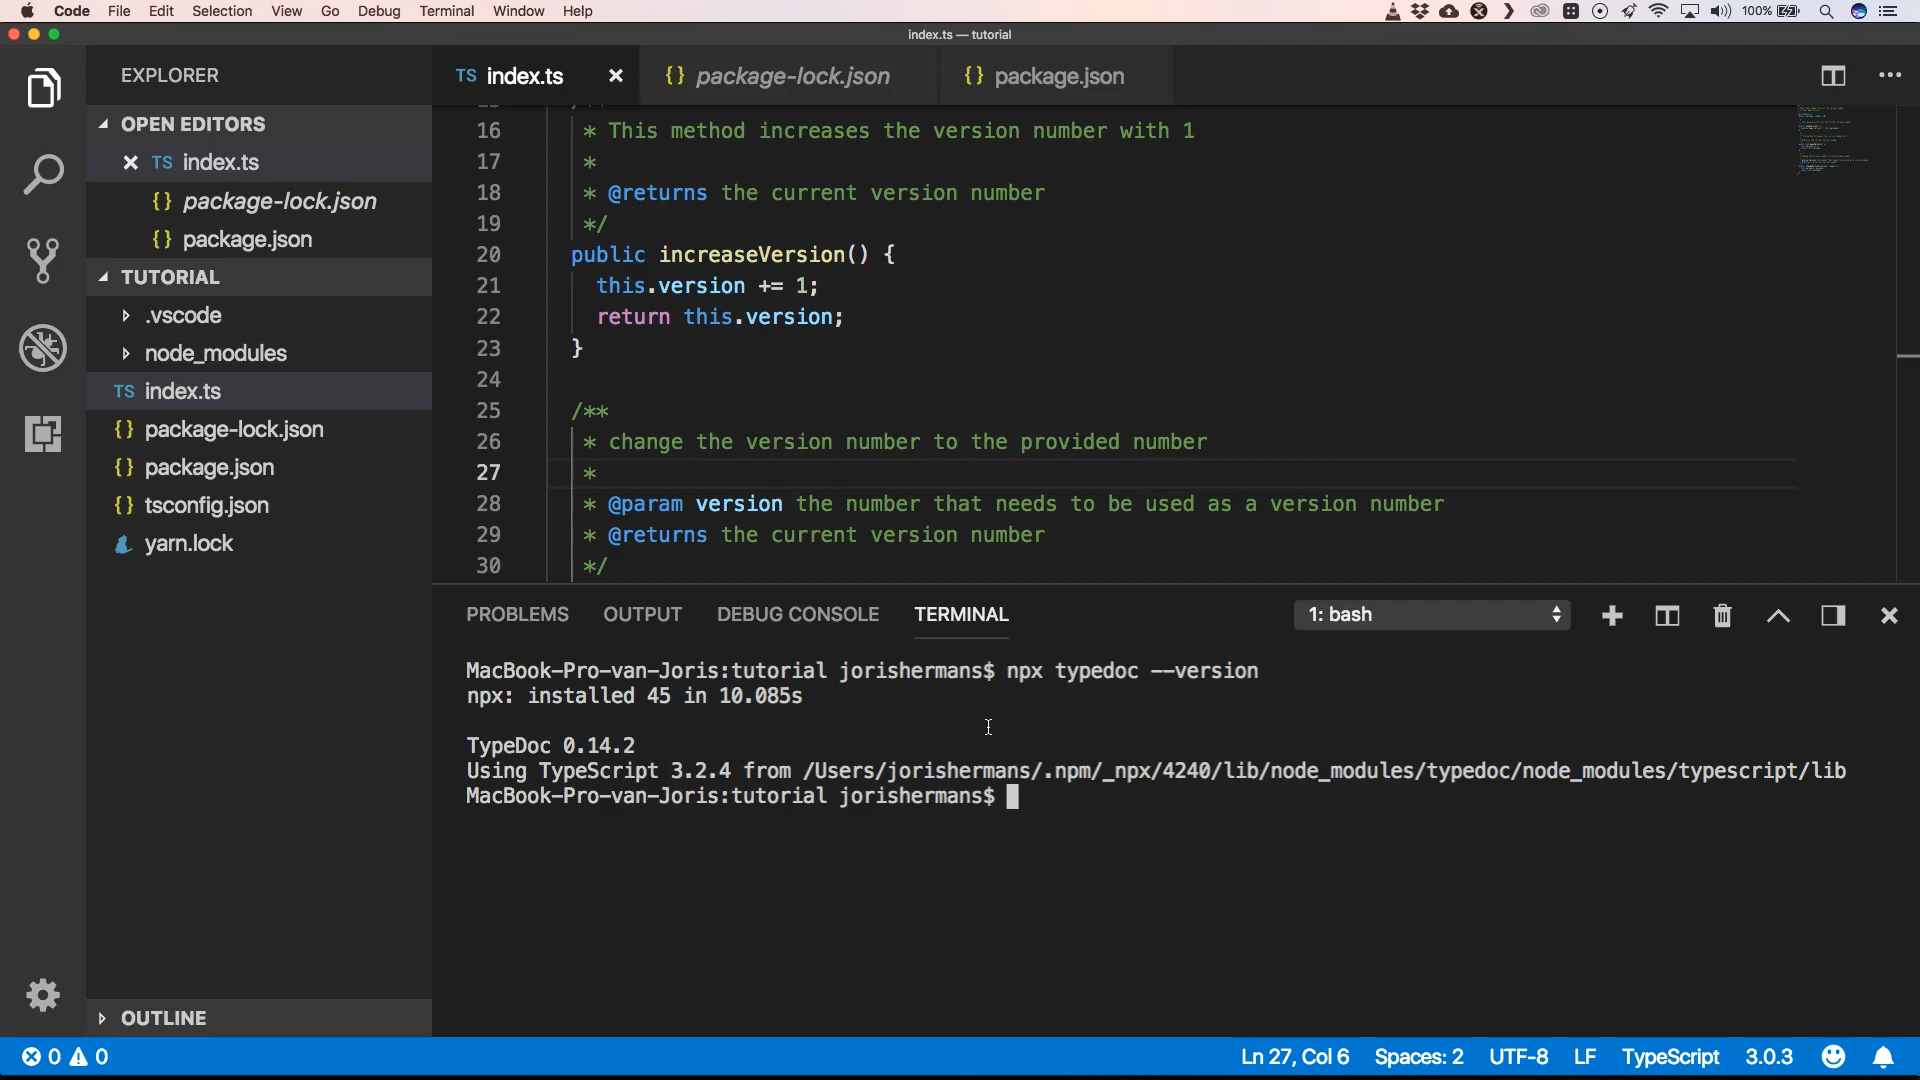 Code File Edit Selection View Go Debug Terminal Window Help
100%
index.ts — tutorial
EXPLORER
OPEN EDITORS
TS index.ts
{} package-lock.json
{} package.json
TUTORIAL
.vscode
node_modules
TS index.ts
{} package-lock.json
{} package.json
{} tsconfig.json
yarn.lock
OUTLINE
TS index.ts
{} package-lock.json
{} package.json
16 * This method increases the version number with 1
17 *
18 * @returns the current version number
19 */
20 public increaseVersion() {
21 this.version += 1;
22 return this.version;
23 }
24
25 /**
26 * change the version number to the provided number
27 *
28 * @param version the number that needs to be used as a version number
29 * @returns the current version number
30 */
PROBLEMS OUTPUT DEBUG CONSOLE TERMINAL
1: bash
MacBook-Pro-van-Joris:tutorial jorishermans$ npx typedoc --version
npx: installed 45 in 10.085s
TypeDoc 0.14.2
Using TypeScript 3.2.4 from /Users/jorishermans/.npm/_npx/4240/lib/node_modules/typedoc/node_modules/typescript/lib
MacBook-Pro-van-Joris:tutorial jorishermans$
0 0
Ln 27, Col 6 Spaces: 2 UTF-8 LF TypeScript 3.0.3